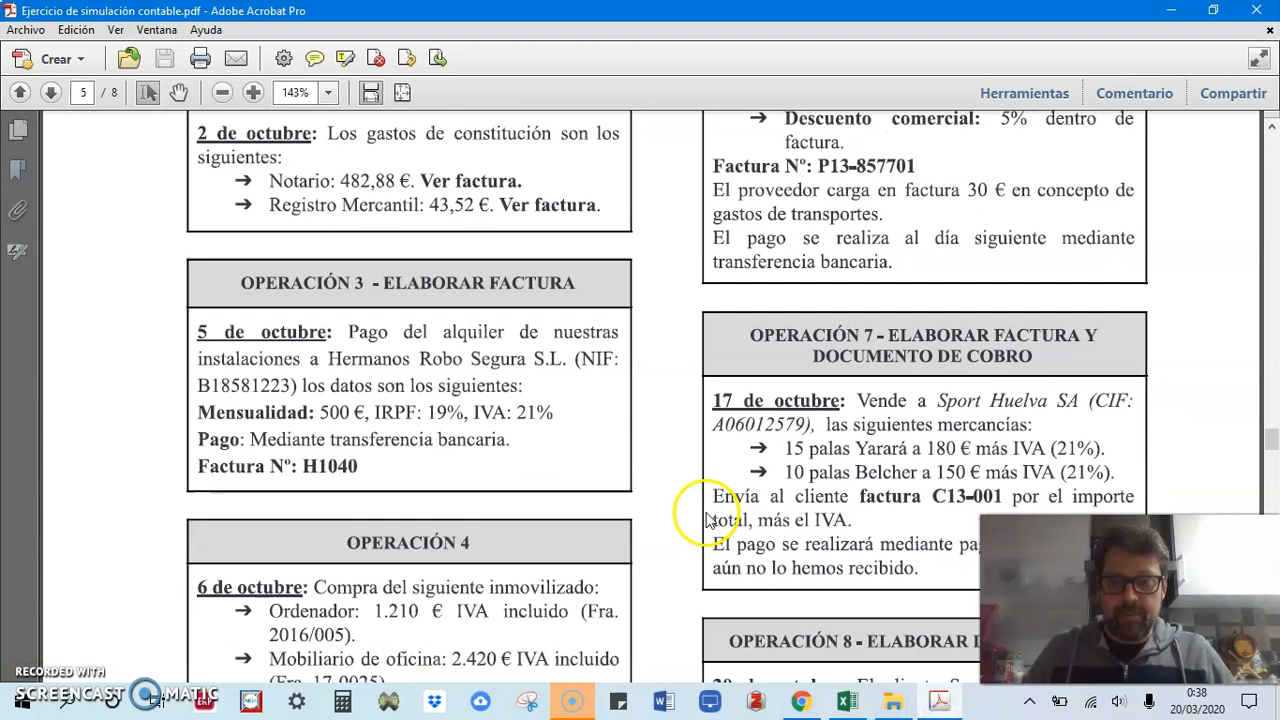 Ejercicio de simulación contable.pdf - Adobe Acrobat Pro
Archivo Edición Ver Ventana Ayuda
Crear
5 / 8 143% Herramientas Comentario Compartir
2 de octubre: Los gastos de constitución son los
siguientes:
➔ Notario: 482,88 €. Ver factura.
➔ Registro Mercantil: 43,52 €. Ver factura.
OPERACIÓN 3 - ELABORAR FACTURA
5 de octubre: Pago del alquiler de nuestras
instalaciones a Hermanos Robo Segura S.L. (NIF:
B18581223) los datos son los siguientes:
Mensualidad: 500 €, IRPF: 19%, IVA: 21%
Pago: Mediante transferencia bancaria.
Factura Nº: H1040
OPERACIÓN 4
6 de octubre: Compra del siguiente inmovilizado:
➔ Ordenador: 1.210 € IVA incluido (Fra.
2016/005).
➔ Mobiliario de oficina: 2.420 € IVA incluido
(Fra. 17-0025)
➔ Descuento comercial: 5% dentro de
factura.
Factura Nº: P13-857701
El proveedor carga en factura 30 € en concepto de
gastos de transportes.
El pago se realiza al día siguiente mediante
transferencia bancaria.
OPERACIÓN 7 - ELABORAR FACTURA Y
DOCUMENTO DE COBRO
17 de octubre: Vende a Sport Huelva SA (CIF:
A06012579), las siguientes mercancías:
➔ 15 palas Yarará a 180 € más IVA (21%).
➔ 10 palas Belcher a 150 € más IVA (21%).
Envía al cliente factura C13-001 por el importe
total, más el IVA.
El pago se realizará mediante
aún no lo hemos recibido.
OPERACIÓN 8 - ELABORAR
RECORDED WITH
SCREENCAST MATIC
0:38
20/03/2020